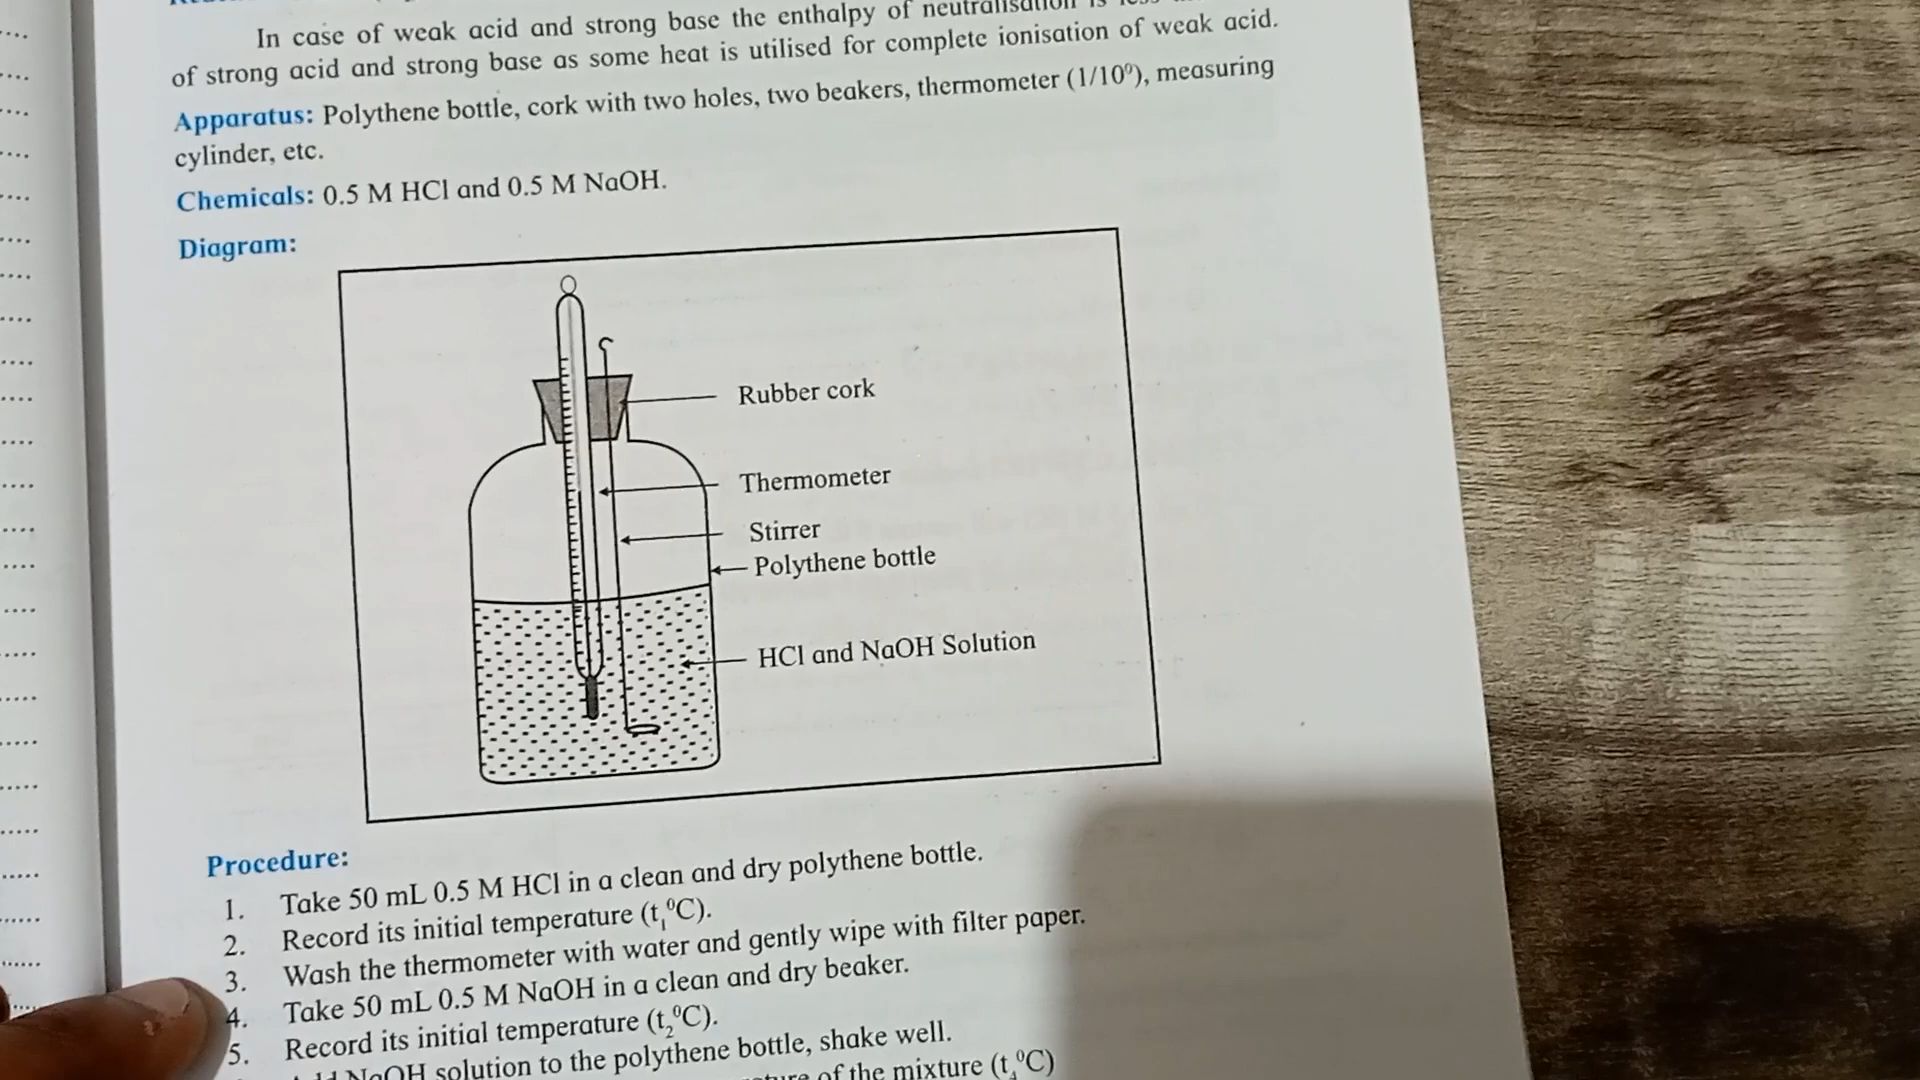 In case of weak acid and strong base the enthalpy of neutralisation is less
of strong acid and strong base as some heat is utilised for complete ionisation of weak acid.
Apparatus: Polythene bottle, cork with two holes, two beakers, thermometer (1/10⁰), measuring
cylinder, etc.
Chemicals: 0.5 M HCl and 0.5 M NaOH.
Diagram:
Rubber cork
Thermometer
Stirrer
Polythene bottle
HCl and NaOH Solution
Procedure:
1. Take 50 mL 0.5 M HCl in a clean and dry polythene bottle.
2. Record its initial temperature (t₁⁰C).
3. Wash the thermometer with water and gently wipe with filter paper.
4. Take 50 mL 0.5 M NaOH in a clean and dry beaker.
5. Record its initial temperature (t₂⁰C).
NaOH solution to the polythene bottle, shake well.
of the mixture